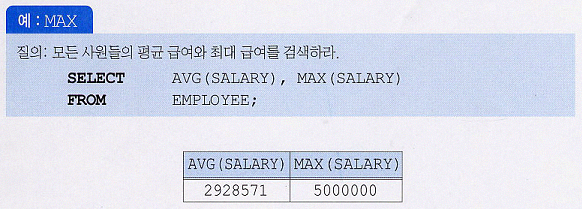 예 : MAX
질의: 모든 사원들의 평균 급여와 최대 급여를 검색하라.
SELECT AVG(SALARY), MAX(SALARY)
FROM EMPLOYEE;
AVG(SALARY) MAX(SALARY)
2928571 5000000